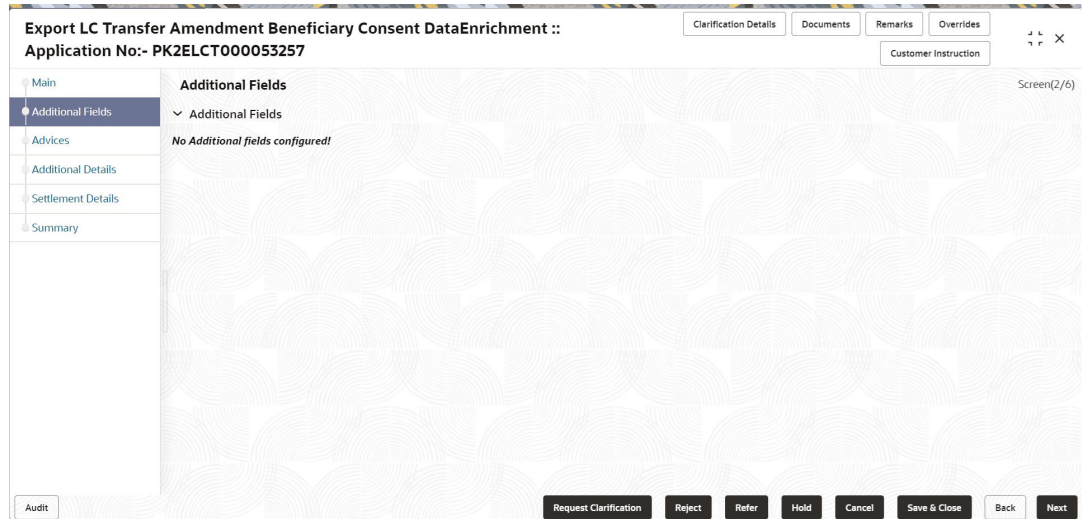 Export LC Transfer Amendment Beneficiary Consent DataEnrichment ::
Application No:- PK2ELCT000053257
Clarification Details
Documents
Remarks
Overrides
Customer Instruction
Main
Additional Fields
Advices
Additional Details
Settlement Details
Summary
Additional Fields
Screen(2/6)
Additional Fields
No Additional fields configured!
Audit
Request Clarification
Reject
Refer
Hold
Cancel
Save & Close
Back
Next